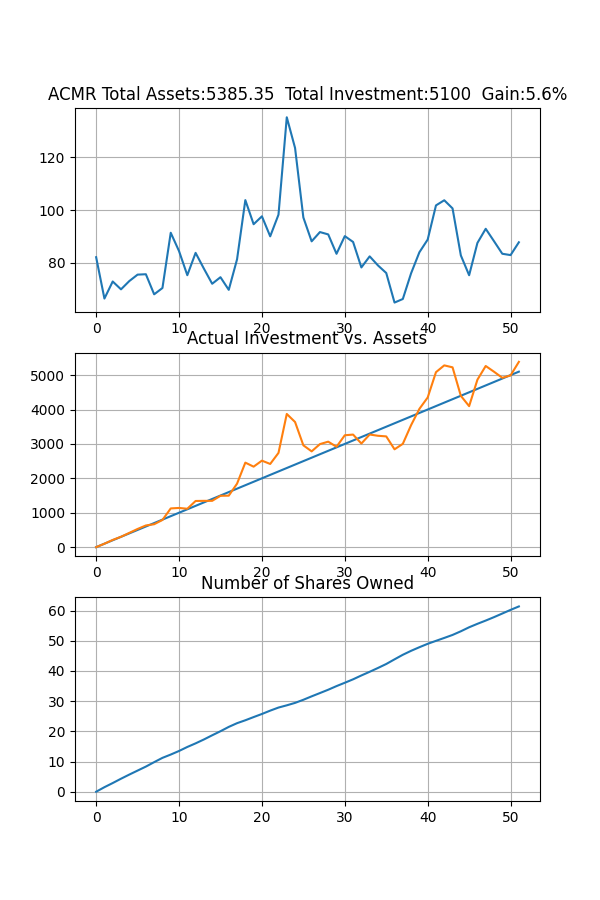 ACMR Total Assets:5385.35  Total Investment:5100  Gain:5.6%
120
100
80
0 10 20 30 40 50
Actual Investment vs. Assets
5000
4000
3000
2000
1000
0
0 10 20 30 40 50
Number of Shares Owned
60
50
40
30
20
10
0
0 10 20 30 40 50